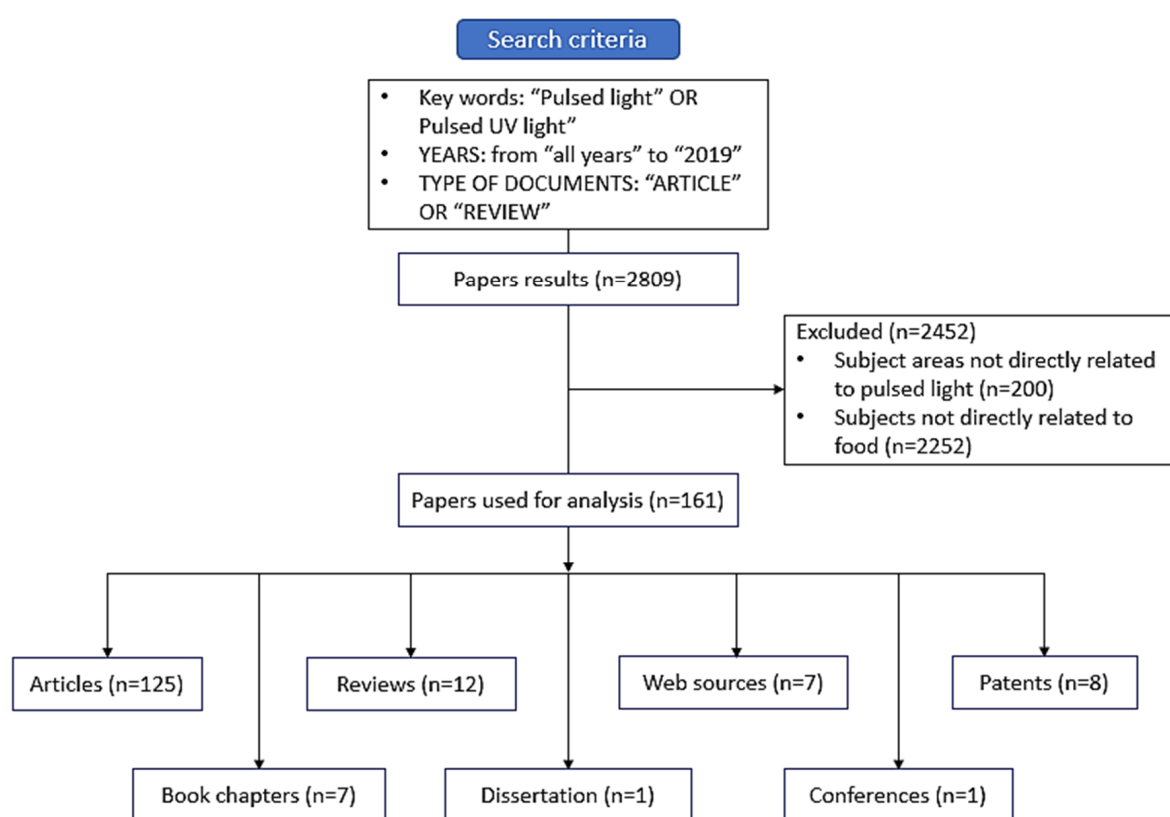 Search criteria
• Key words: “Pulsed light” OR
Pulsed UV light”
• YEARS: from “all years” to “2019”
• TYPE OF DOCUMENTS: “ARTICLE”
OR “REVIEW”
Papers results (n=2809)
Excluded (n=2452)
• Subject areas not directly related
to pulsed light (n=200)
• Subjects not directly related to
food (n=2252)
Papers used for analysis (n=161)
Articles (n=125)
Reviews (n=12)
Web sources (n=7)
Patents (n=8)
Book chapters (n=7)
Dissertation (n=1)
Conferences (n=1)